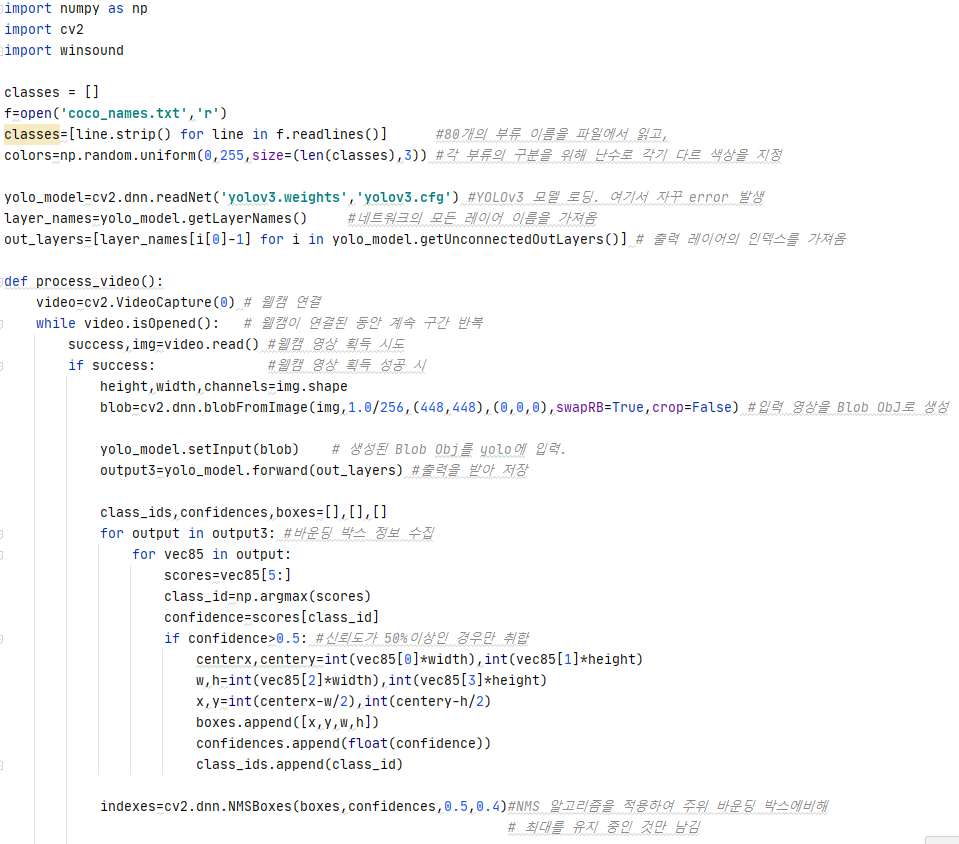 import numpy as np
import cv2
import winsound
classes = []
f=open('coco_names.txt','r')
classes=[line.strip() for line in f.readlines()]      #80개의 부류 이름을 파일에서 읽고,
colors=np.random.uniform(0,255,size=(len(classes),3)) #각 부류의 구분을 위해 난수로 각기 다르 색상을 지정
yolo_model=cv2.dnn.readNet('yolov3.weights','yolov3.cfg') #YOLOv3 모델 로딩. 여기서 자꾸 error 발생
layer_names=yolo_model.getLayerNames()     #네트워크의 모든 레이어 이름을 가져옴
out_layers=[layer_names[i[0]-1] for i in yolo_model.getUnconnectedOutLayers()] # 출력 레이어의 인덱스를 가져옴
def process_video():
    video=cv2.VideoCapture(0) # 웹캠 연결
    while video.isOpened():   # 웹캠이 연결된 동안 계속 구간 반복
        success,img=video.read() #웹캠 영상 획득 시도
        if success:              #웹캠 영상 획득 성공 시
            height,width,channels=img.shape
            blob=cv2.dnn.blobFromImage(img,1.0/256,(448,448),(0,0,0),swapRB=True,crop=False) #입력 영상을 Blob ObJ로 생성
            yolo_model.setInput(blob)    # 생성된 Blob Obj를 yolo에 입력.
            output3=yolo_model.forward(out_layers) #출력을 받아 저장
            class_ids,confidences,boxes=[],[],[]
            for output in output3: #바운딩 박스 정보 수집
                for vec85 in output:
                    scores=vec85[5:]
                    class_id=np.argmax(scores)
                    confidence=scores[class_id]
                    if confidence>0.5: #신뢰도가 50%이상인 경우만 취합
                        centerx,centery=int(vec85[0]*width),int(vec85[1]*height)
                        w,h=int(vec85[2]*width),int(vec85[3]*height)
                        x,y=int(centerx-w/2),int(centery-h/2)
                        boxes.append([x,y,w,h])
                        confidences.append(float(confidence))
                        class_ids.append(class_id)
            indexes=cv2.dnn.NMSBoxes(boxes,confidences,0.5,0.4)#NMS 알고리즘을 적용하여 주위 바운딩 박스에비해
                                                               # 최대를 유지 중인 것만 남김